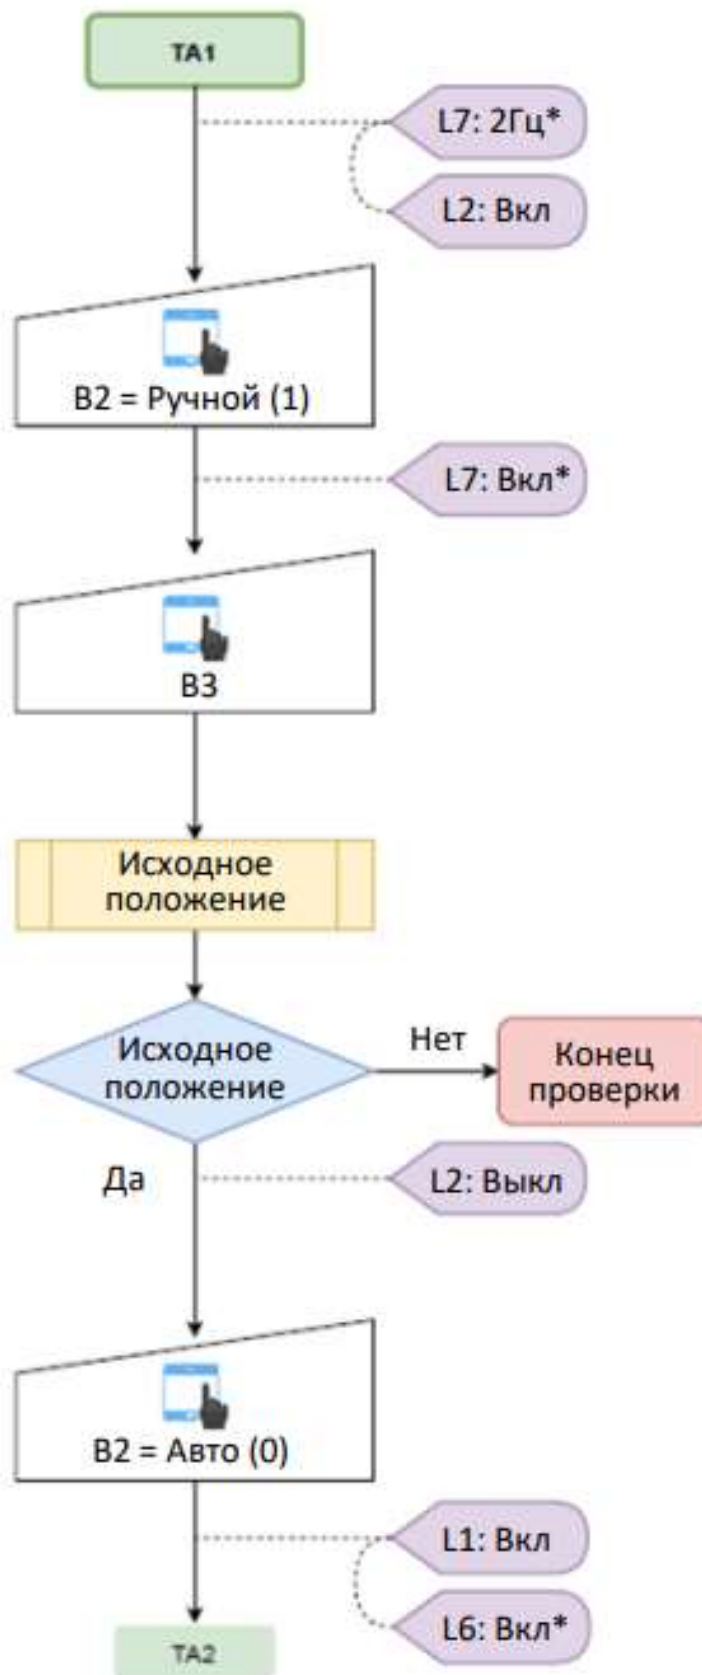 TA1
L7: 2Гц*
L2: Вкл
B2 = Ручной (1)
L7: Вкл*
B3
Исходное
положение
Исходное
положение
Нет
Конец
проверки
Да
L2: Выкл
B2 = Авто (0)
L1: Вкл
L6: Вкл*
TA2